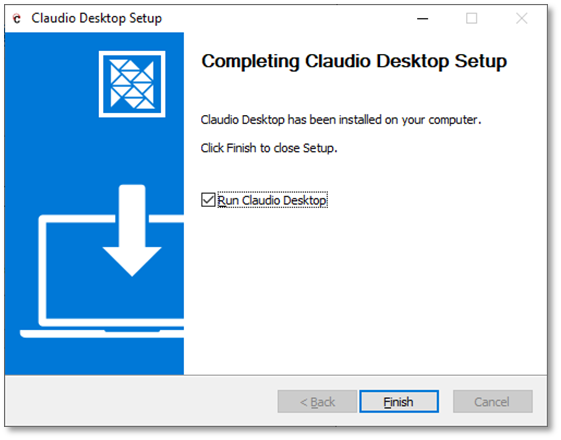 Claudio Desktop Setup
Completing Claudio Desktop Setup
Claudio Desktop has been installed on your computer.
Click Finish to close Setup.
Run Claudio Desktop
< Back
Finish
Cancel